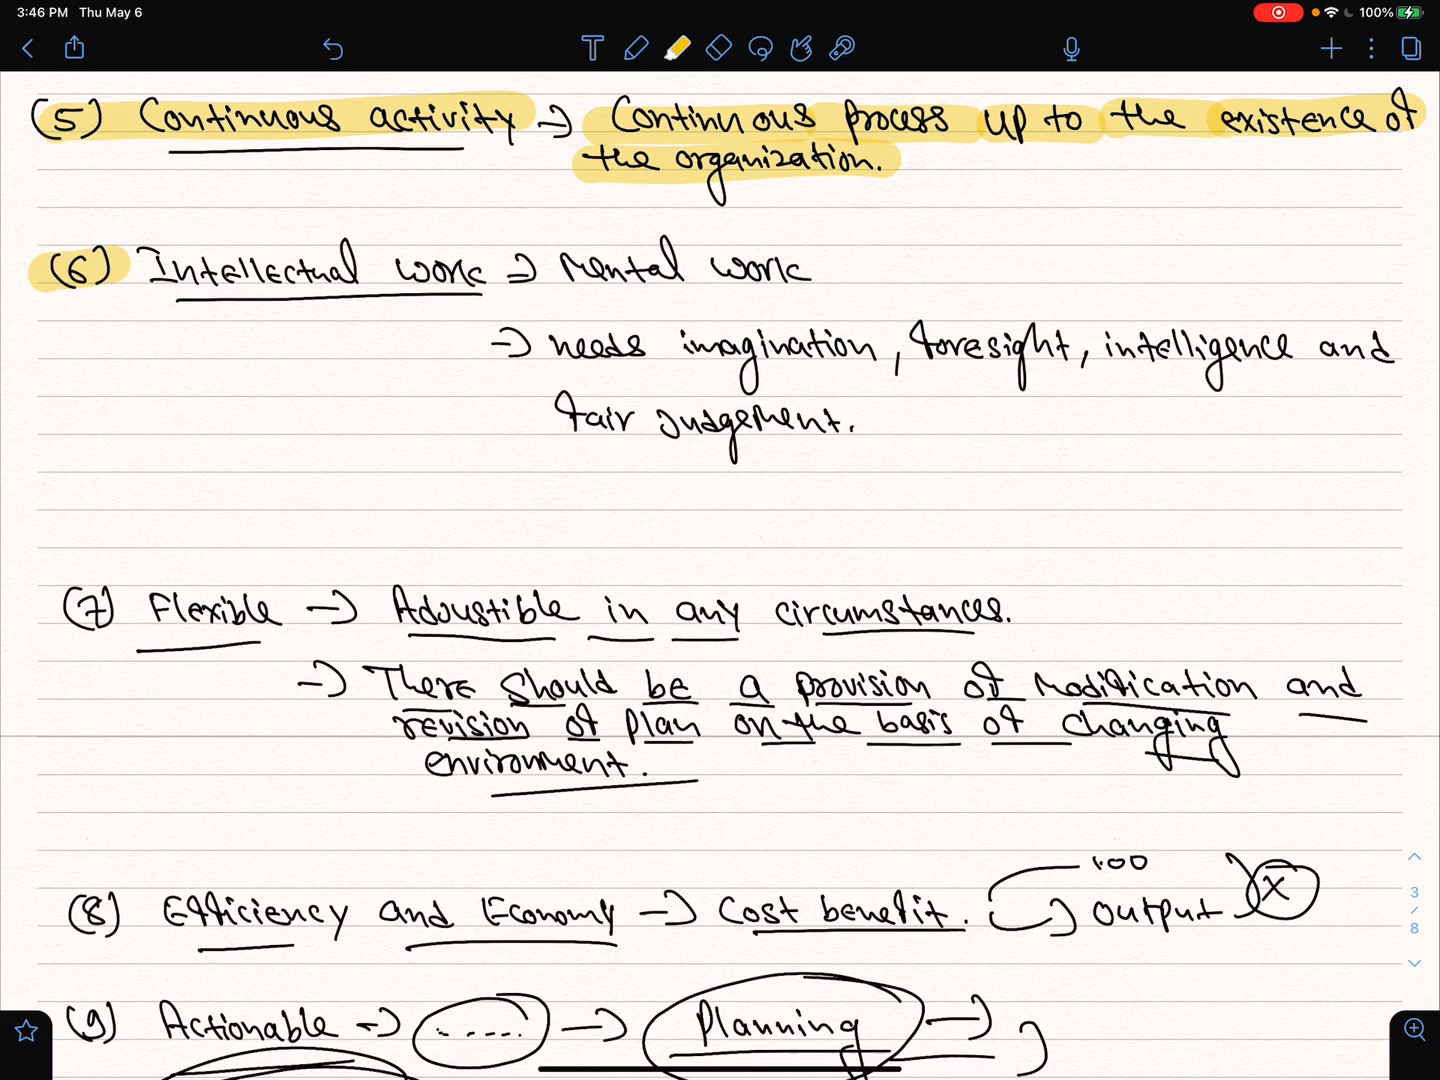 3:46 PM Thu May 6
100%
(5) Continuous activity → Continuous process up to the existence of
the organization.
(6) Intellectual work → Mental work
→ needs imagination, foresight, intelligence and
fair judgement.
(7) Flexible → Adjustible in any circumstances.
→ There should be a provision of Modification and
revision of plan on the basis of changing
environment.
100
(8) Efficiency and Economy → Cost benefit. → output X
(9) Actionable → ...... → Planning →
3
/
8